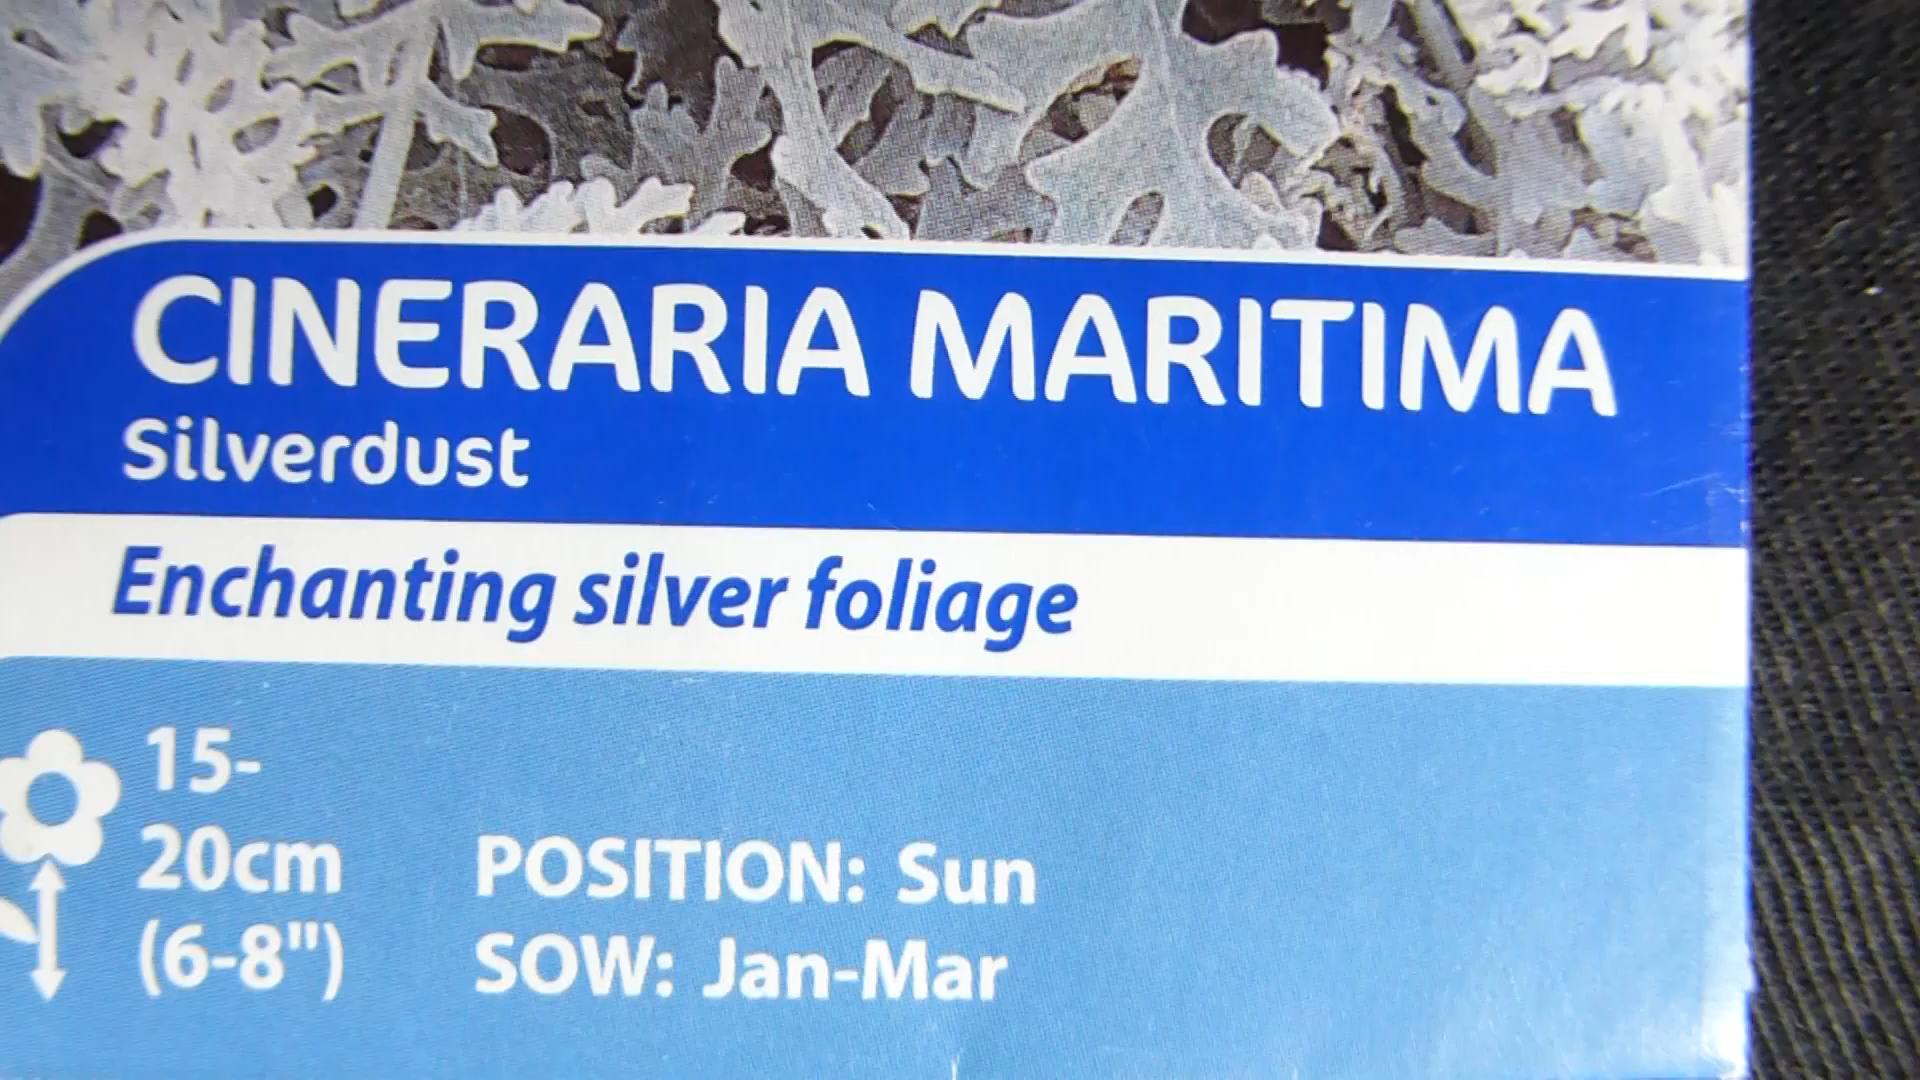 CINERARIA MARITIMA
Silverdust
Enchanting silver foliage
15-
20cm
(6-8")
POSITION: Sun
SOW: Jan-Mar